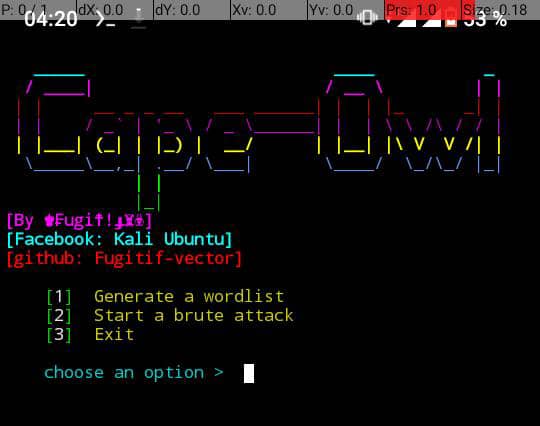 P: 0 / 1 dX: 0.0 dY: 0.0 Xv: 0.0 Yv: 0.0 Prs: 1.0 Size: 0.18
04:20 53 %
Cape-Owl
[By Fugit!]
[Facebook: Kali Ubuntu]
[github: Fugitif-vector]
[1] Generate a wordlist
[2] Start a brute attack
[3] Exit
choose an option >